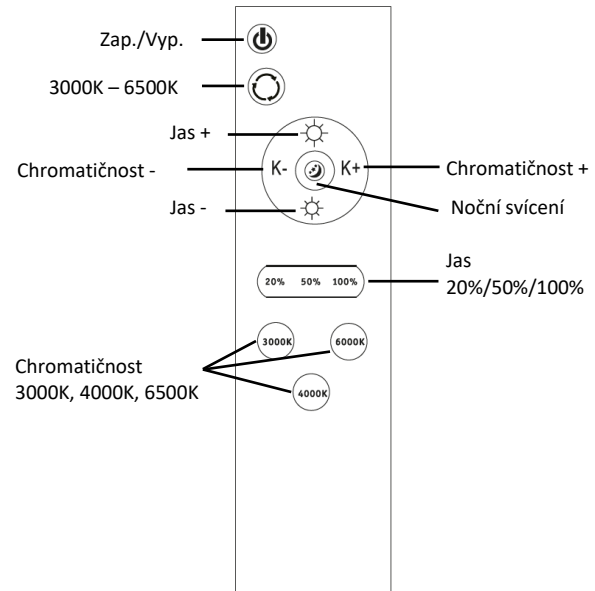 Zap./Vyp.
3000K – 6500K
Jas +
Chromatičnost -
K-
K+
Chromatičnost +
Jas -
Noční svícení
Jas
20%/50%/100%
20% 50% 100%
3000K
6000K
Chromatičnost
3000K, 4000K, 6500K
4000K